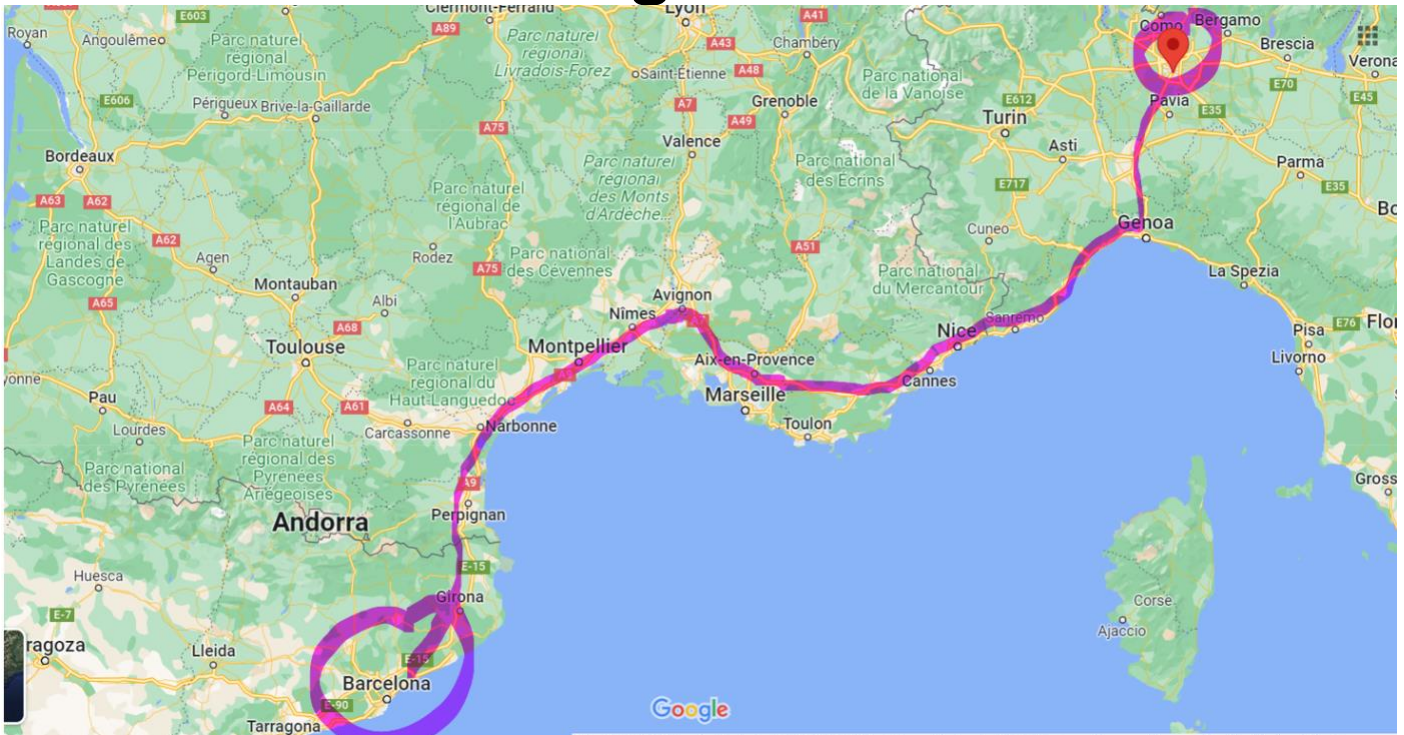 Clermont-Ferrand
Lyon
E603
A41
Como
Bergamo
Royan
Angoulême
Parc naturel
régional
Périgord-Limousin
A89
Parc naturel
régional
Livradois-Forez
A43
Chambéry
Brescia
Verona
Saint-Étienne
A48
Parc national
de la Vanoise
E70
E45
E606
Périgueux
Brive-la-Gaillarde
A7
Grenoble
E612
Pavia
E35
A75
A49
Turin
Valence
Asti
Bordeaux
Parc naturel
régional
des Monts
d'Ardèche...
Parc national
des Écrins
Parma
A63
A62
Parc naturel
régional de
l'Aubrac
E717
E35
Parc naturel
régional des
Landes de
Gascogne
A62
Genoa
Cuneo
Agen
Rodez
A75
Parc national
des Cévennes
A51
Parc national
du Mercantour
La Spezia
Montauban
Albi
Avignon
A65
Nîmes
A7
Sanremo
A68
Nice
Pisa
E76
Toulouse
Montpellier
Aix-en-Provence
Livorno
Parc naturel
régional du
Haut-Languedoc
Cannes
Pau
A64
A61
Marseille
Lourdes
Carcassonne
Narbonne
Toulon
Parc national
des Pyrénées
Parc naturel
régional des
Pyrenees
Ariégeoises
A9
Perpignan
Andorra
E-15
Huesca
Girona
Corse
E-7
Ajaccio
ragoza
Lleida
E-15
Barcelona
E-90
Google
Tarragona